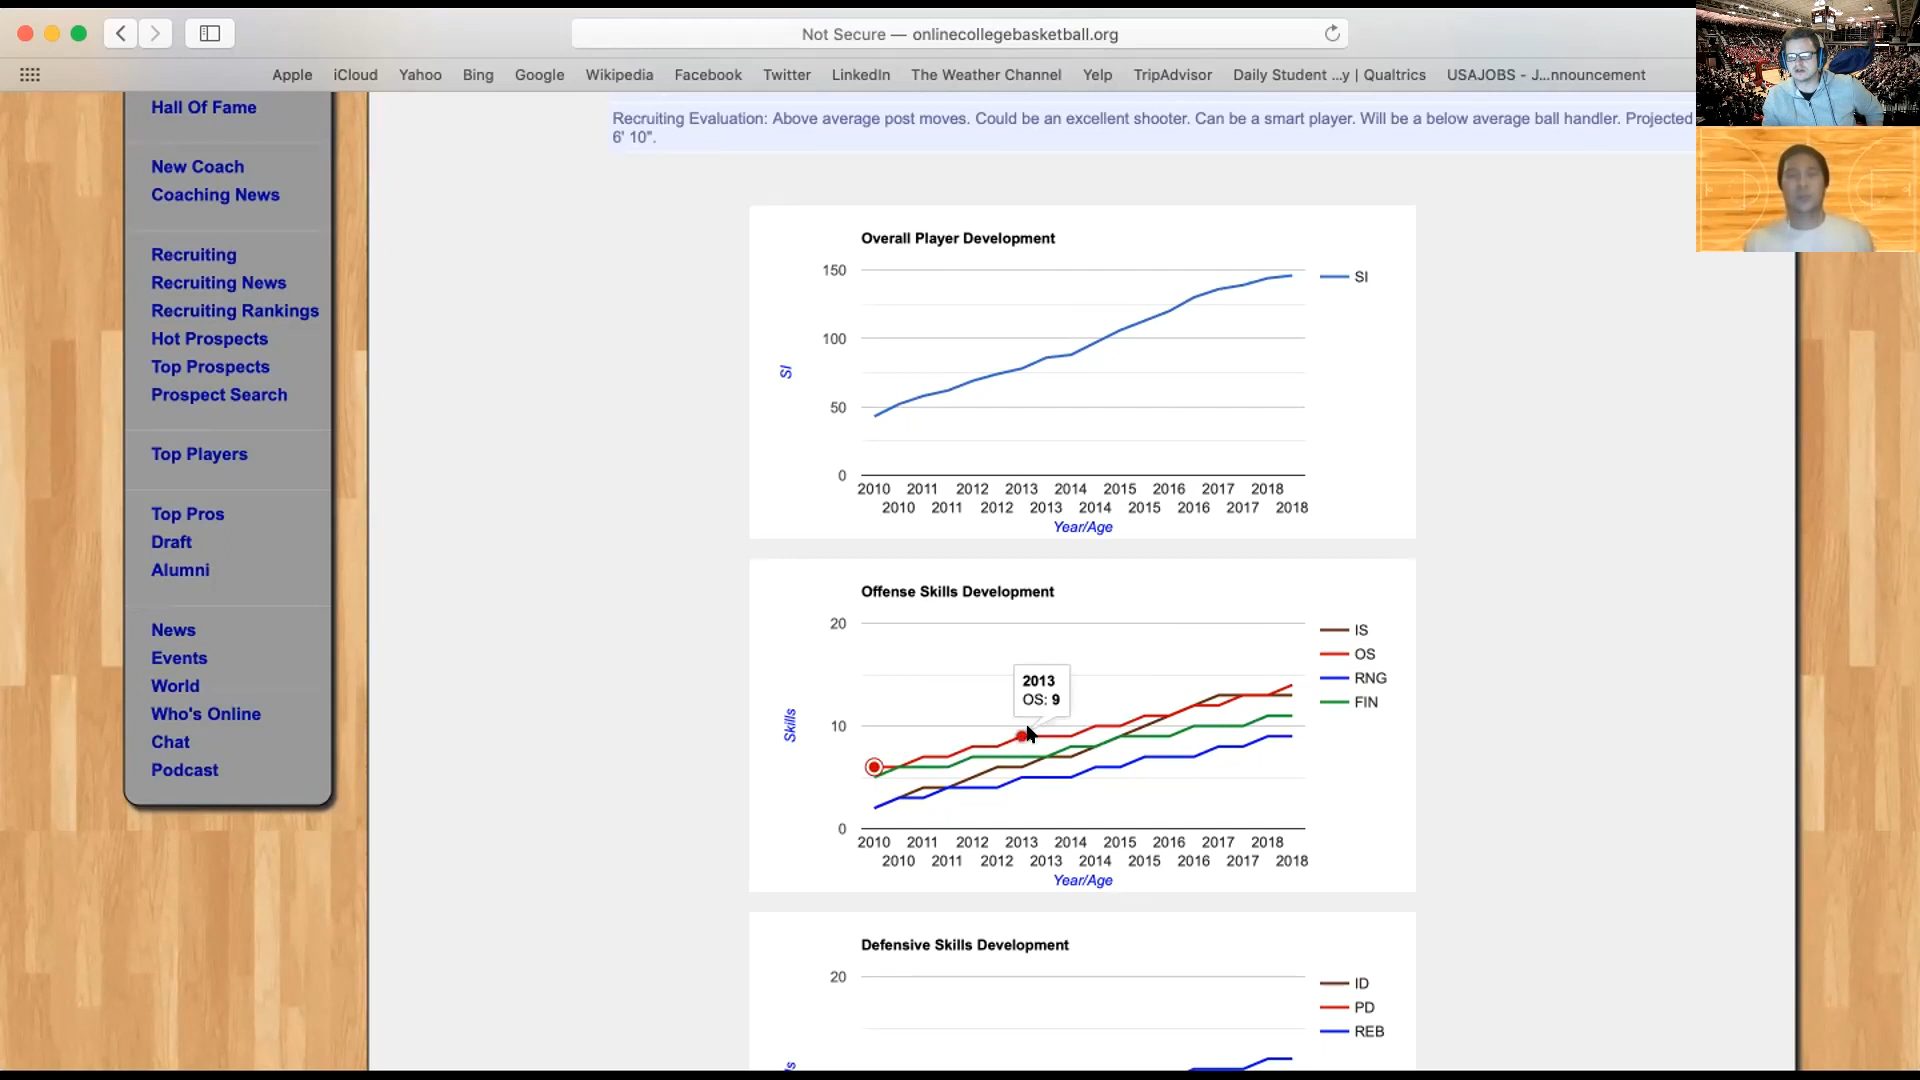 Not Secure — onlinecollegebasketball.org
Apple iCloud Yahoo Bing Google Wikipedia Facebook Twitter LinkedIn The Weather Channel Yelp TripAdvisor Daily Student ...y | Qualtrics USAJOBS - J...nnouncement
Hall Of Fame
New Coach
Coaching News
Recruiting
Recruiting News
Recruiting Rankings
Hot Prospects
Top Prospects
Prospect Search
Top Players
Top Pros
Draft
Alumni
News
Events
World
Who's Online
Chat
Podcast
Recruiting Evaluation: Above average post moves. Could be an excellent shooter. Can be a smart player. Will be a below average ball handler. Projected
6' 10".
Overall Player Development
150
100
50
0
SI
SI
2010 2011 2012 2013 2014 2015 2016 2017 2018
2010 2011 2012 2013 2014 2015 2016 2017 2018
Year/Age
Offense Skills Development
20
10
0
Skills
2013
OS: 9
IS
OS
RNG
FIN
2010 2011 2012 2013 2014 2015 2016 2017 2018
2010 2011 2012 2013 2014 2015 2016 2017 2018
Year/Age
Defensive Skills Development
20
ID
PD
REB